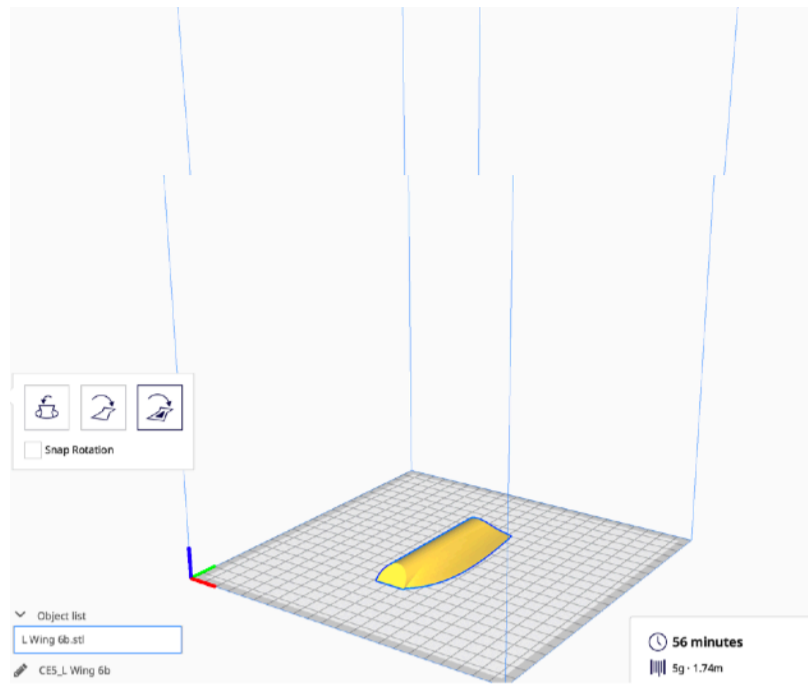 Snap Rotation
Object list
L Wing 6b.stl
CE5_L Wing 6b
56 minutes
5g · 1.74m